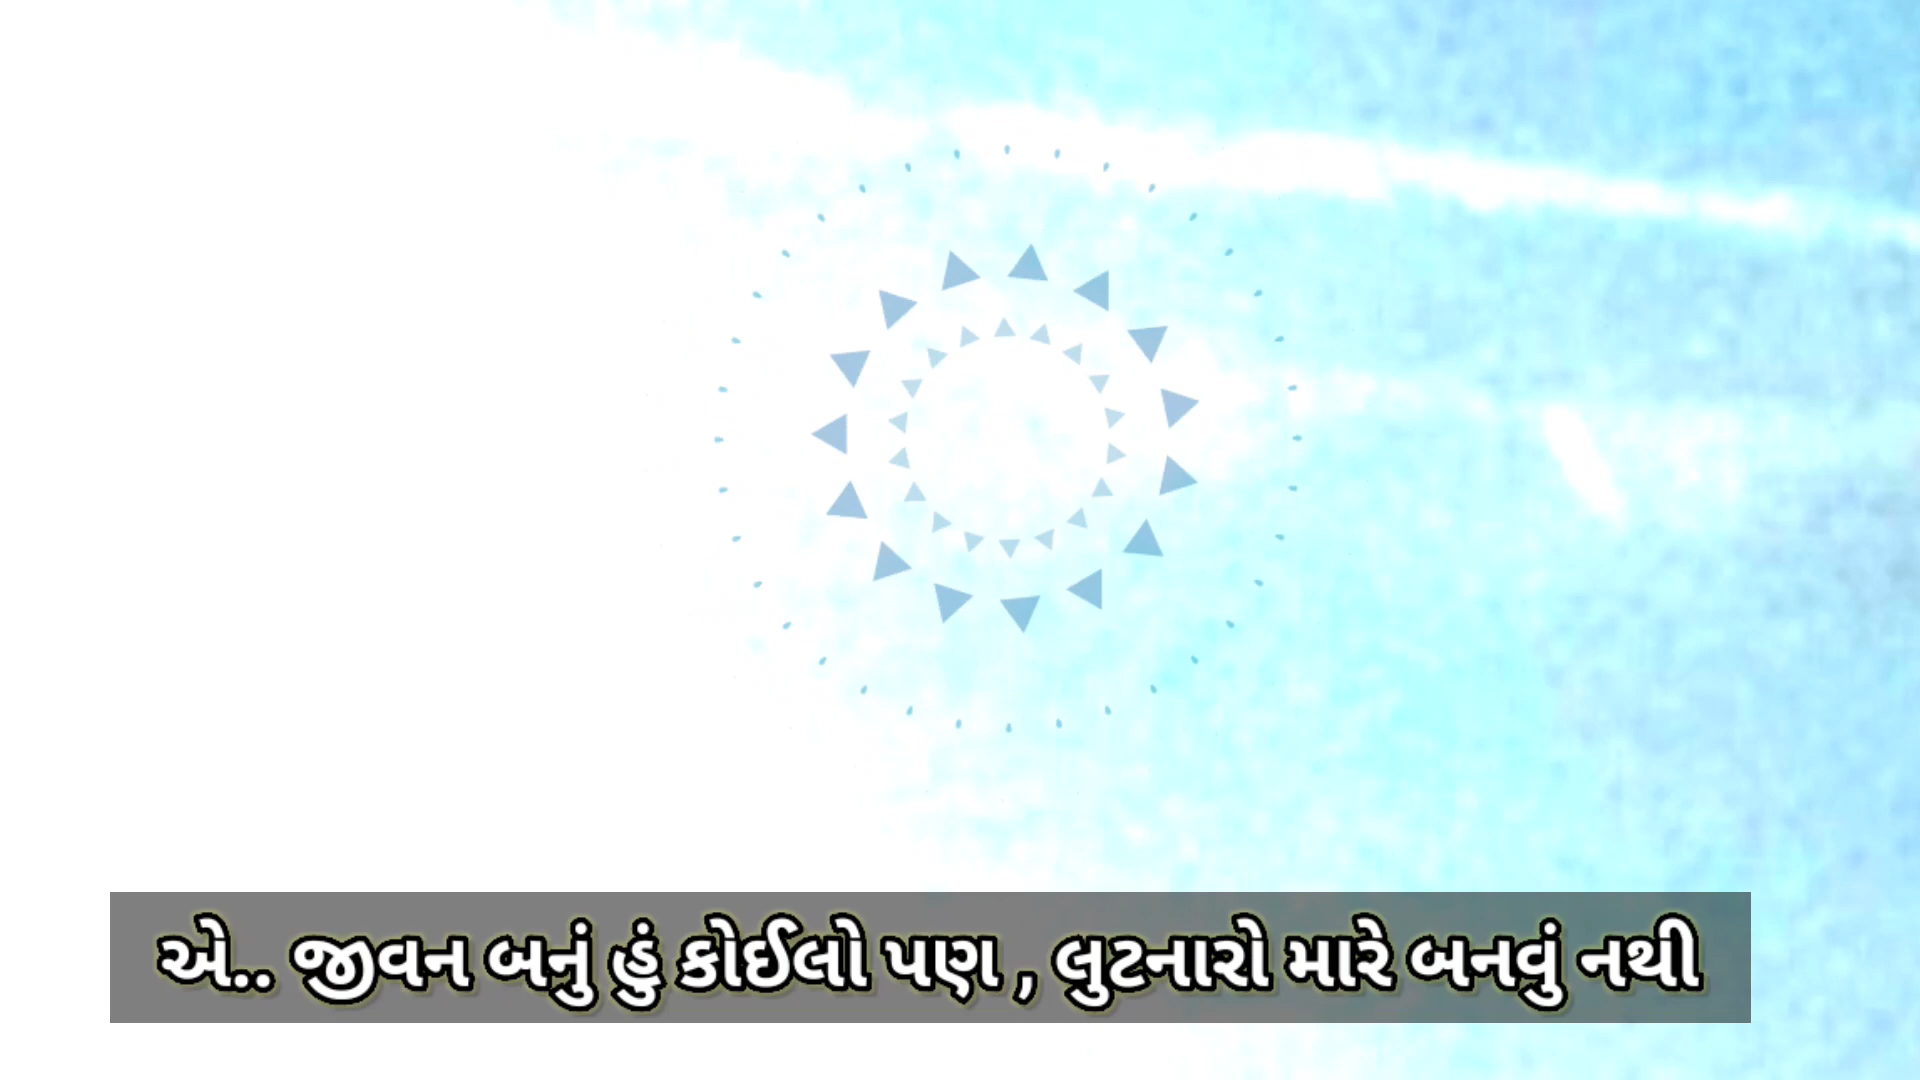 એ.. જીવન બનું હું કોઈલો પણ , લુટનારો મારે બનવું નથી